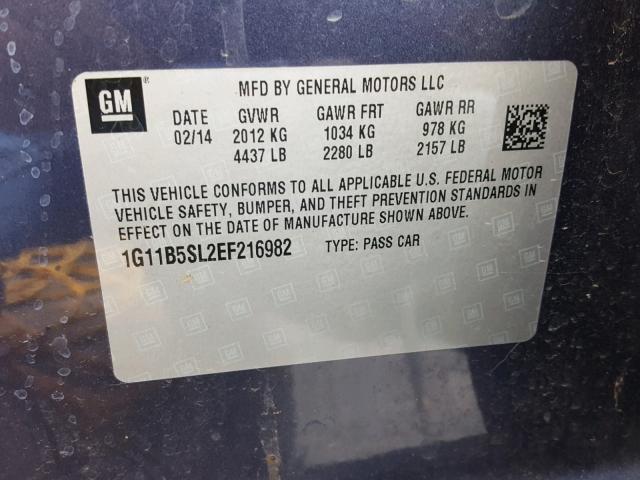 GM ® MFD BY GENERAL MOTORS LLC
DATE GVWR GAWR FRT GAWR RR
02/14 2012 KG 1034 KG 978 KG
4437 LB 2280 LB 2157 LB
THIS VEHICLE CONFORMS TO ALL APPLICABLE U.S. FEDERAL MOTOR
VEHICLE SAFETY, BUMPER, AND THEFT PREVENTION STANDARDS IN
EFFECT ON THE DATE OF MANUFACTURE SHOWN ABOVE.
1G11B5SL2EF216982 TYPE: PASS CAR